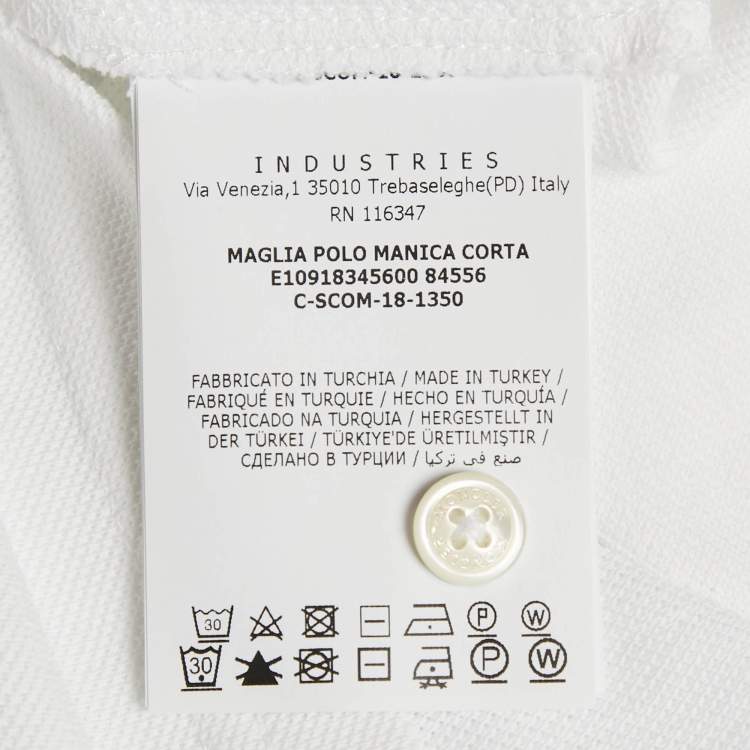 INDUSTRIES
Via Venezia,1 35010 Trebaseleghe(PD) Italy
RN 116347
MAGLIA POLO MANICA CORTA
E10918345600 84556
C-SCOM-18-1350
FABBRICATO IN TURCHIA / MADE IN TURKEY /
FABRIQUÉ EN TURQUIE / HECHO EN TURQUÍA /
FABRICADO NA TURQUIA / HERGESTELLT IN
DER TÜRKEI / TÜRKIYE'DE ÜRETILMIŞTIR /
СДЕЛАНО В ТУРЦИИ / صنع في تركيا
MONCLER
30 P W
30 P W